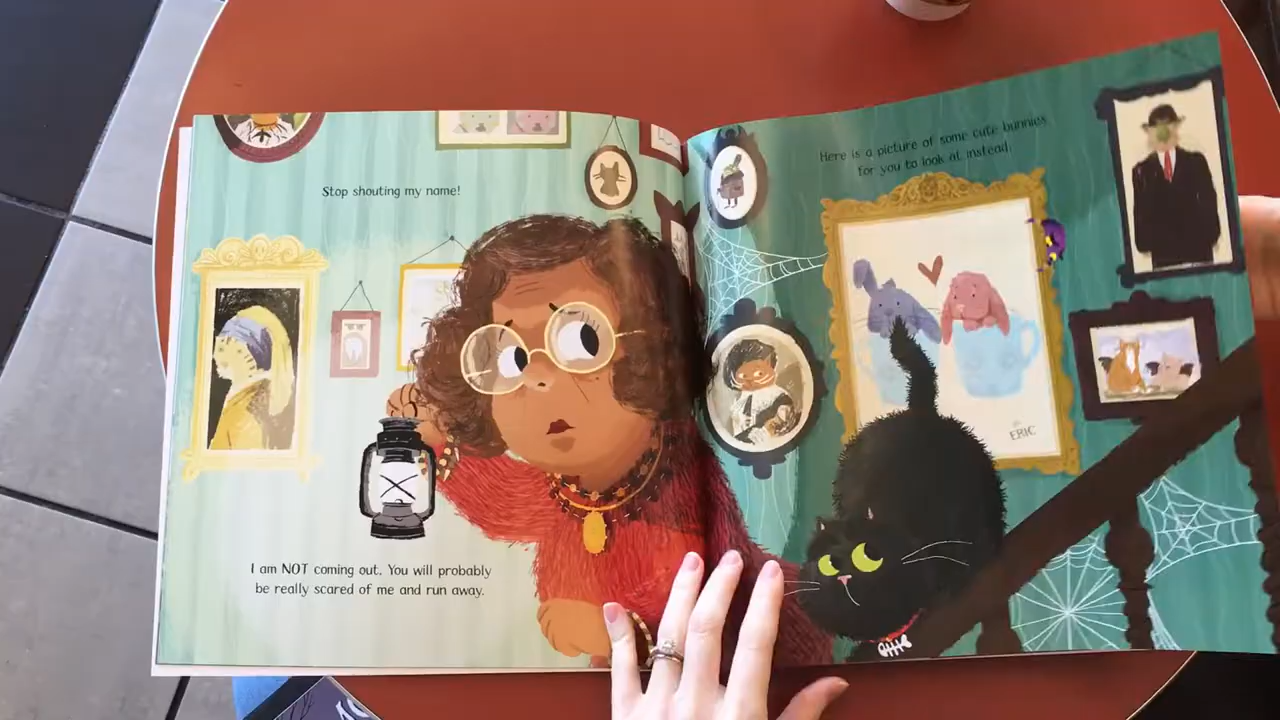 Stop shouting my name!
I am NOT coming out. You will probably
be really scared of me and run away.
Here is a picture of some cute bunnies
for you to look at instead.
ERIC